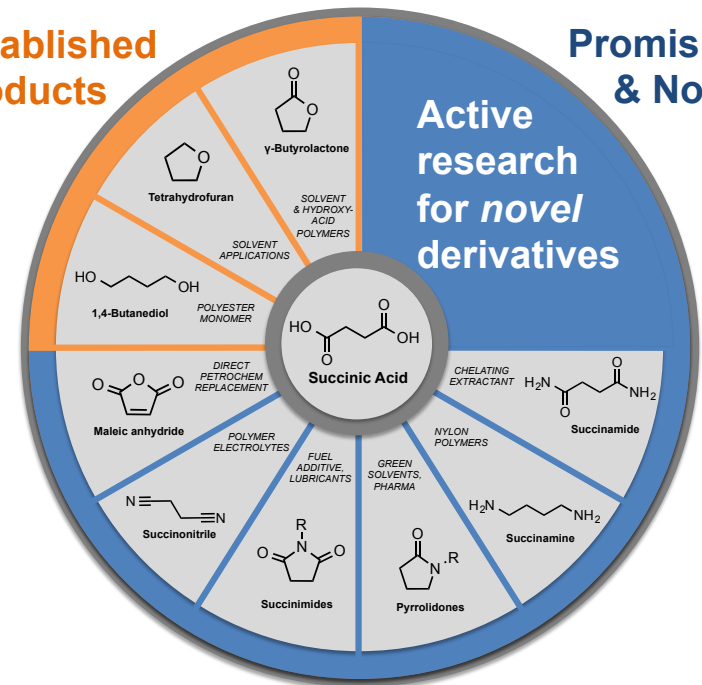 ablished
oducts
Promis
& No
Active
research
for novel
derivatives
O
O
γ-Butyrolactone
SOLVENT
& HYDROXY-
ACID
POLYMERS
O
Tetrahydrofuran
SOLVENT
APPLICATIONS
HO
OH
1,4-Butanediol
POLYESTER
MONOMER
O
HO
OH
O
Succinic Acid
DIRECT
PETROCHEM
REPLACEMENT
O O O
Maleic anhydride
POLYMER
ELECTROLYTES
N
N
Succinonitrile
FUEL
ADDITIVE,
LUBRICANTS
R
N
O O
Succinimides
GREEN
SOLVENTS,
PHARMA
O
N R
Pyrrolidones
NYLON
POLYMERS
H2N
NH2
Succinamine
CHELATING
EXTRACTANT
O
H2N
NH2
O
Succinamide